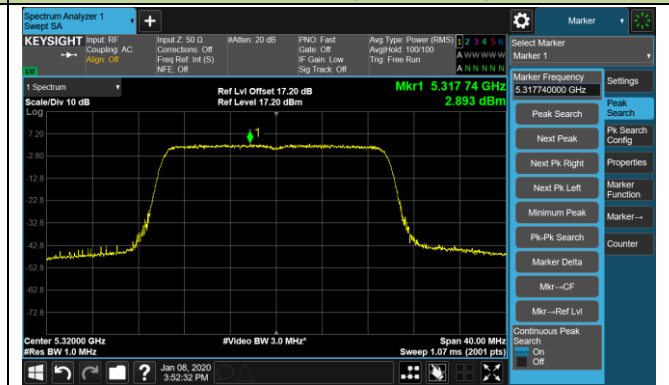 Spectrum Analyzer 1
Swept SA
Marker
KEYSIGHT
Input: RF
Coupling: AC
Align: Off
Input Z: 50 Ω
Corrections: Off
Freq Ref: Int (S)
NFE: Off
#Atten: 20 dB
PNO: Fast
Gate: Off
IF Gain: Low
Sig Track: Off
Avg Type: Power (RMS)
Avg|Hold: 100/100
Trig: Free Run
1 2 3 4 5 6
A W W W W W
A N N N N N
Select Marker
Marker 1
1 Spectrum
Scale/Div 10 dB
Log
Ref Lvl Offset 17.20 dB
Ref Level 17.20 dBm
Mkr1 5.317 74 GHz
2.893 dBm
1
7.20
-2.80
-12.8
-22.8
-32.8
-42.8
-52.8
-62.8
-72.8
Center 5.32000 GHz
#Res BW 1.0 MHz
#Video BW 3.0 MHz*
Span 40.00 MHz
Sweep 1.07 ms (2001 pts)
Marker Frequency
5.317740000 GHz
Peak Search
Next Peak
Next Pk Right
Next Pk Left
Minimum Peak
Pk-Pk Search
Marker Delta
Mkr→CF
Mkr→Ref Lvl
Continuous Peak
Search
On
Off
Settings
Peak
Search
Pk Search
Config
Properties
Marker
Function
Marker→
Counter
Jan 08, 2020
3:52:32 PM